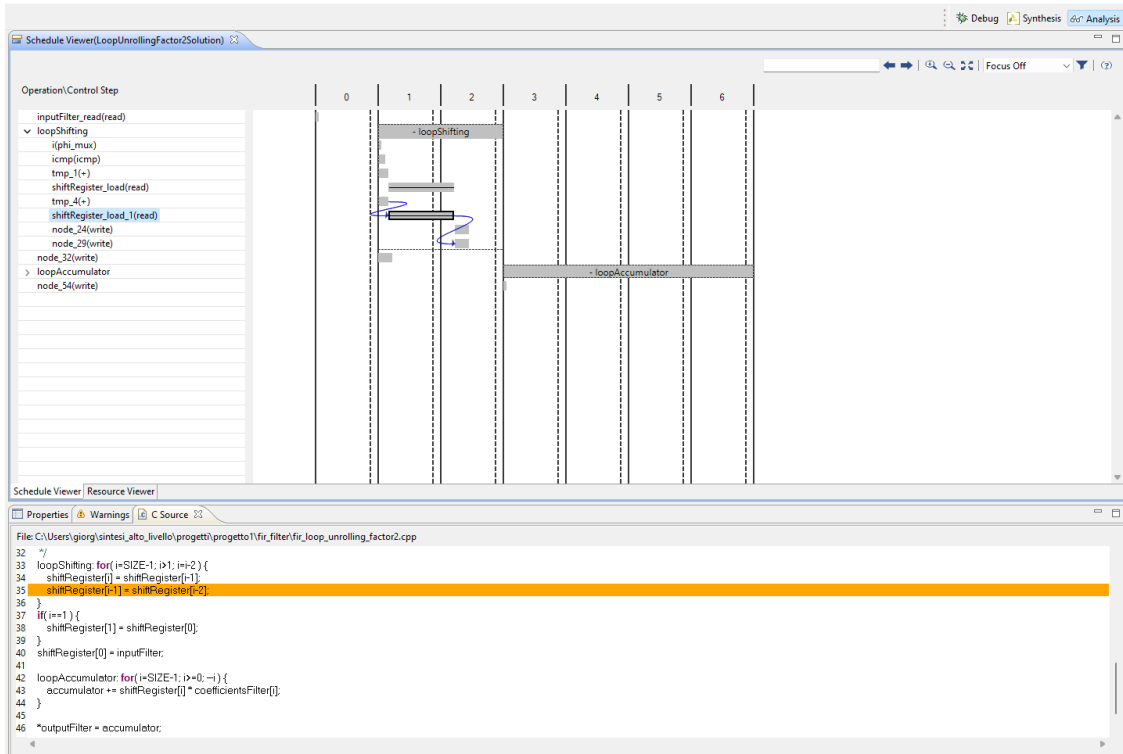 Debug Synthesis Analysis
Schedule Viewer(LoopUnrollingFactor2Solution)
Focus Off
Operation\Control Step 0 1 2 3 4 5 6
inputFilter_read(read)
loopShifting - loopShifting
i(phi_mux)
icmp(icmp)
tmp_1(+)
shiftRegister_load(read)
tmp_4(+)
shiftRegister_load_1(read)
node_24(write)
node_29(write)
node_32(write)
loopAccumulator - loopAccumulator
node_54(write)
Schedule Viewer Resource Viewer
Properties Warnings C Source
File: C:\Users\giorg\sintesi_alto_livello\progetti\progetto1\fir_filter\fir_loop_unrolling_factor2.cpp
32 */
33 loopShifting: for( i=SIZE-1; i>1; i=i-2 ) {
34 shiftRegister[i] = shiftRegister[i-1];
35 shiftRegister[i-1] = shiftRegister[i-2];
36 }
37 if( i==1 ) {
38 shiftRegister[1] = shiftRegister[0];
39 }
40 shiftRegister[0] = inputFilter;
41
42 loopAccumulator: for( i=SIZE-1; i>=0; --i ) {
43 accumulator += shiftRegister[i] * coefficientsFilter[i];
44 }
45
46 *outputFilter = accumulator;